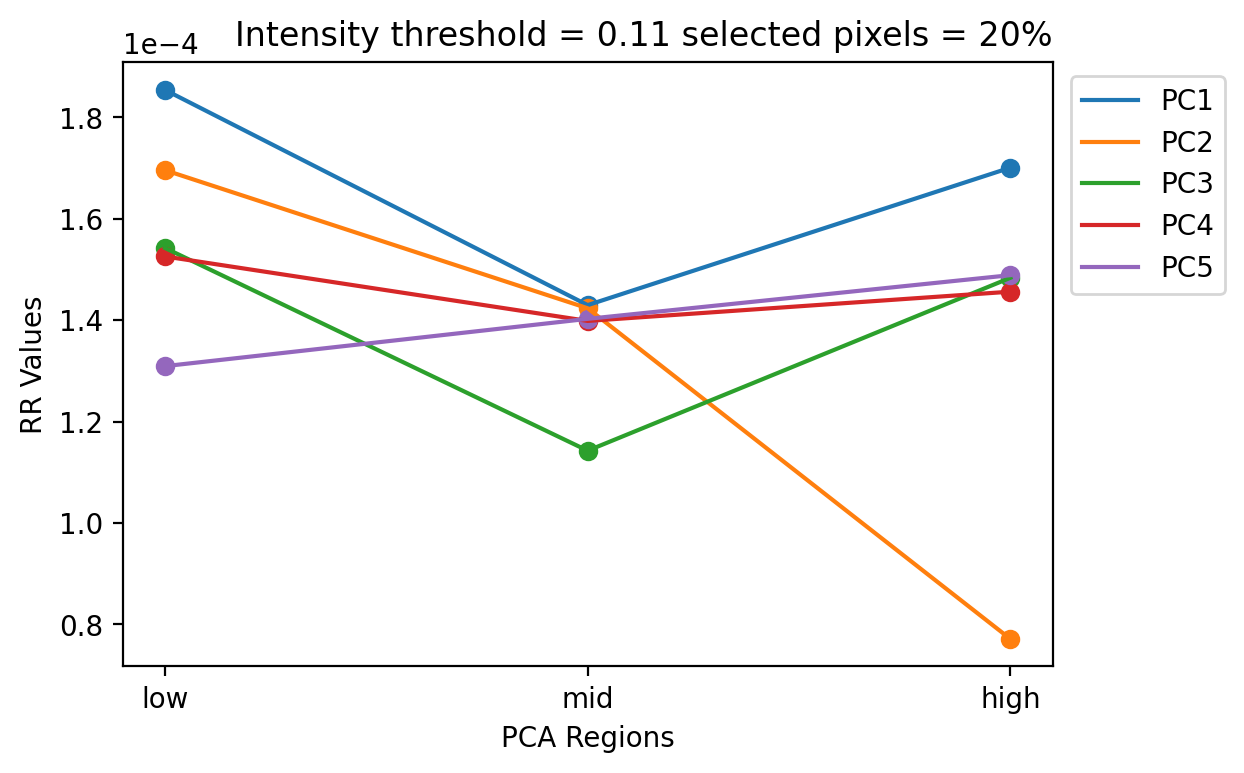 Intensity threshold = 0.11 selected pixels = 20%
1e−4
1.8
1.6
1.4
1.2
1.0
0.8
RR Values
low mid high
PCA Regions
PC1
PC2
PC3
PC4
PC5